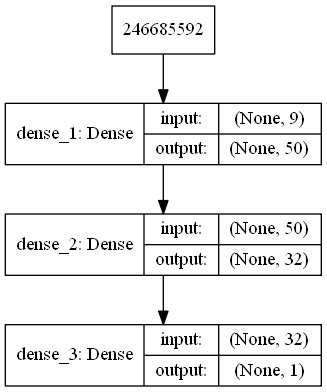 246685592
dense_1: Dense
input:
(None, 9)
output:
(None, 50)
dense_2: Dense
input:
(None, 50)
output:
(None, 32)
dense_3: Dense
input:
(None, 32)
output:
(None, 1)